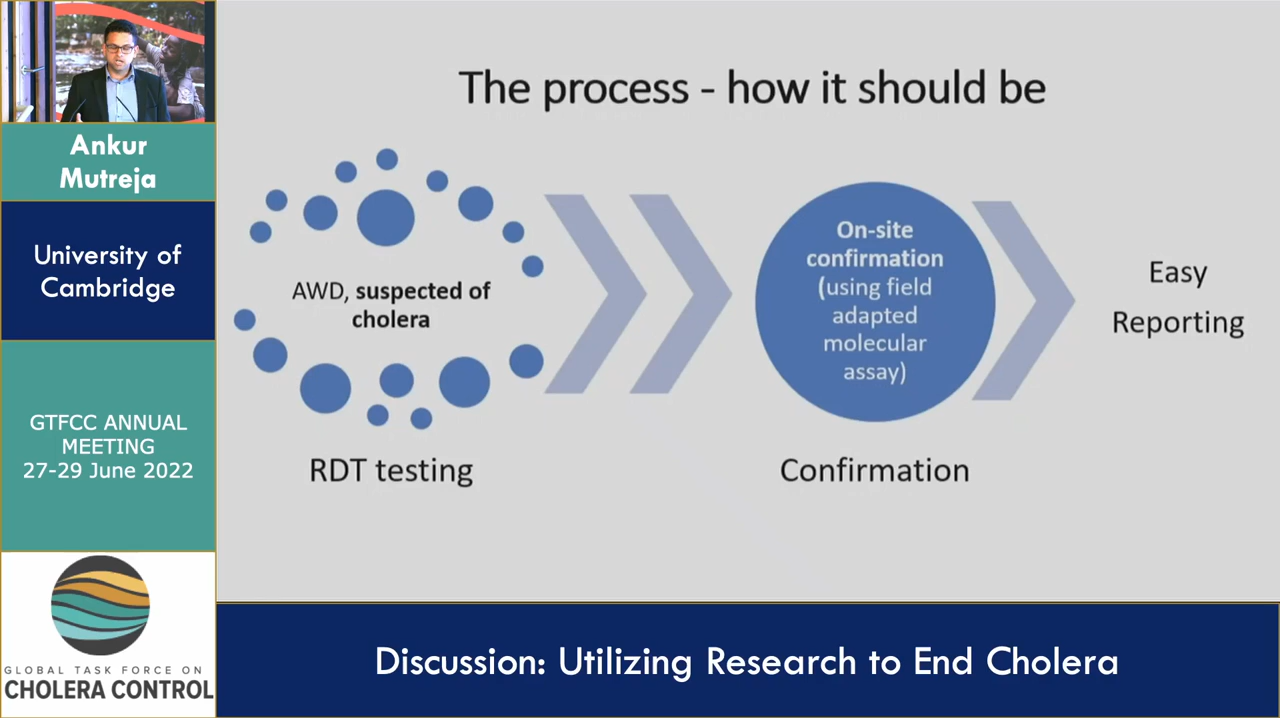 Ankur
Mutreja
University of
Cambridge
GTFCC ANNUAL
MEETING
27-29 June 2022
GLOBAL TASK FORCE ON
CHOLERA CONTROL
The process - how it should be
AWD, suspected of
cholera
RDT testing
On-site
confirmation
(using field
adapted
molecular
assay)
Confirmation
Easy
Reporting
Discussion: Utilizing Research to End Cholera